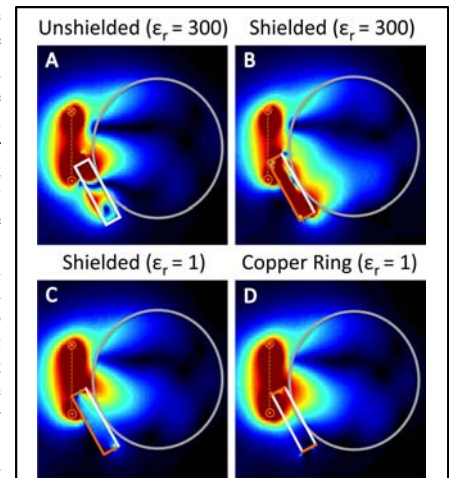 Unshielded (εr = 300) Shielded (εr = 300)
A B
Shielded (εr = 1) Copper Ring (εr = 1)
C D